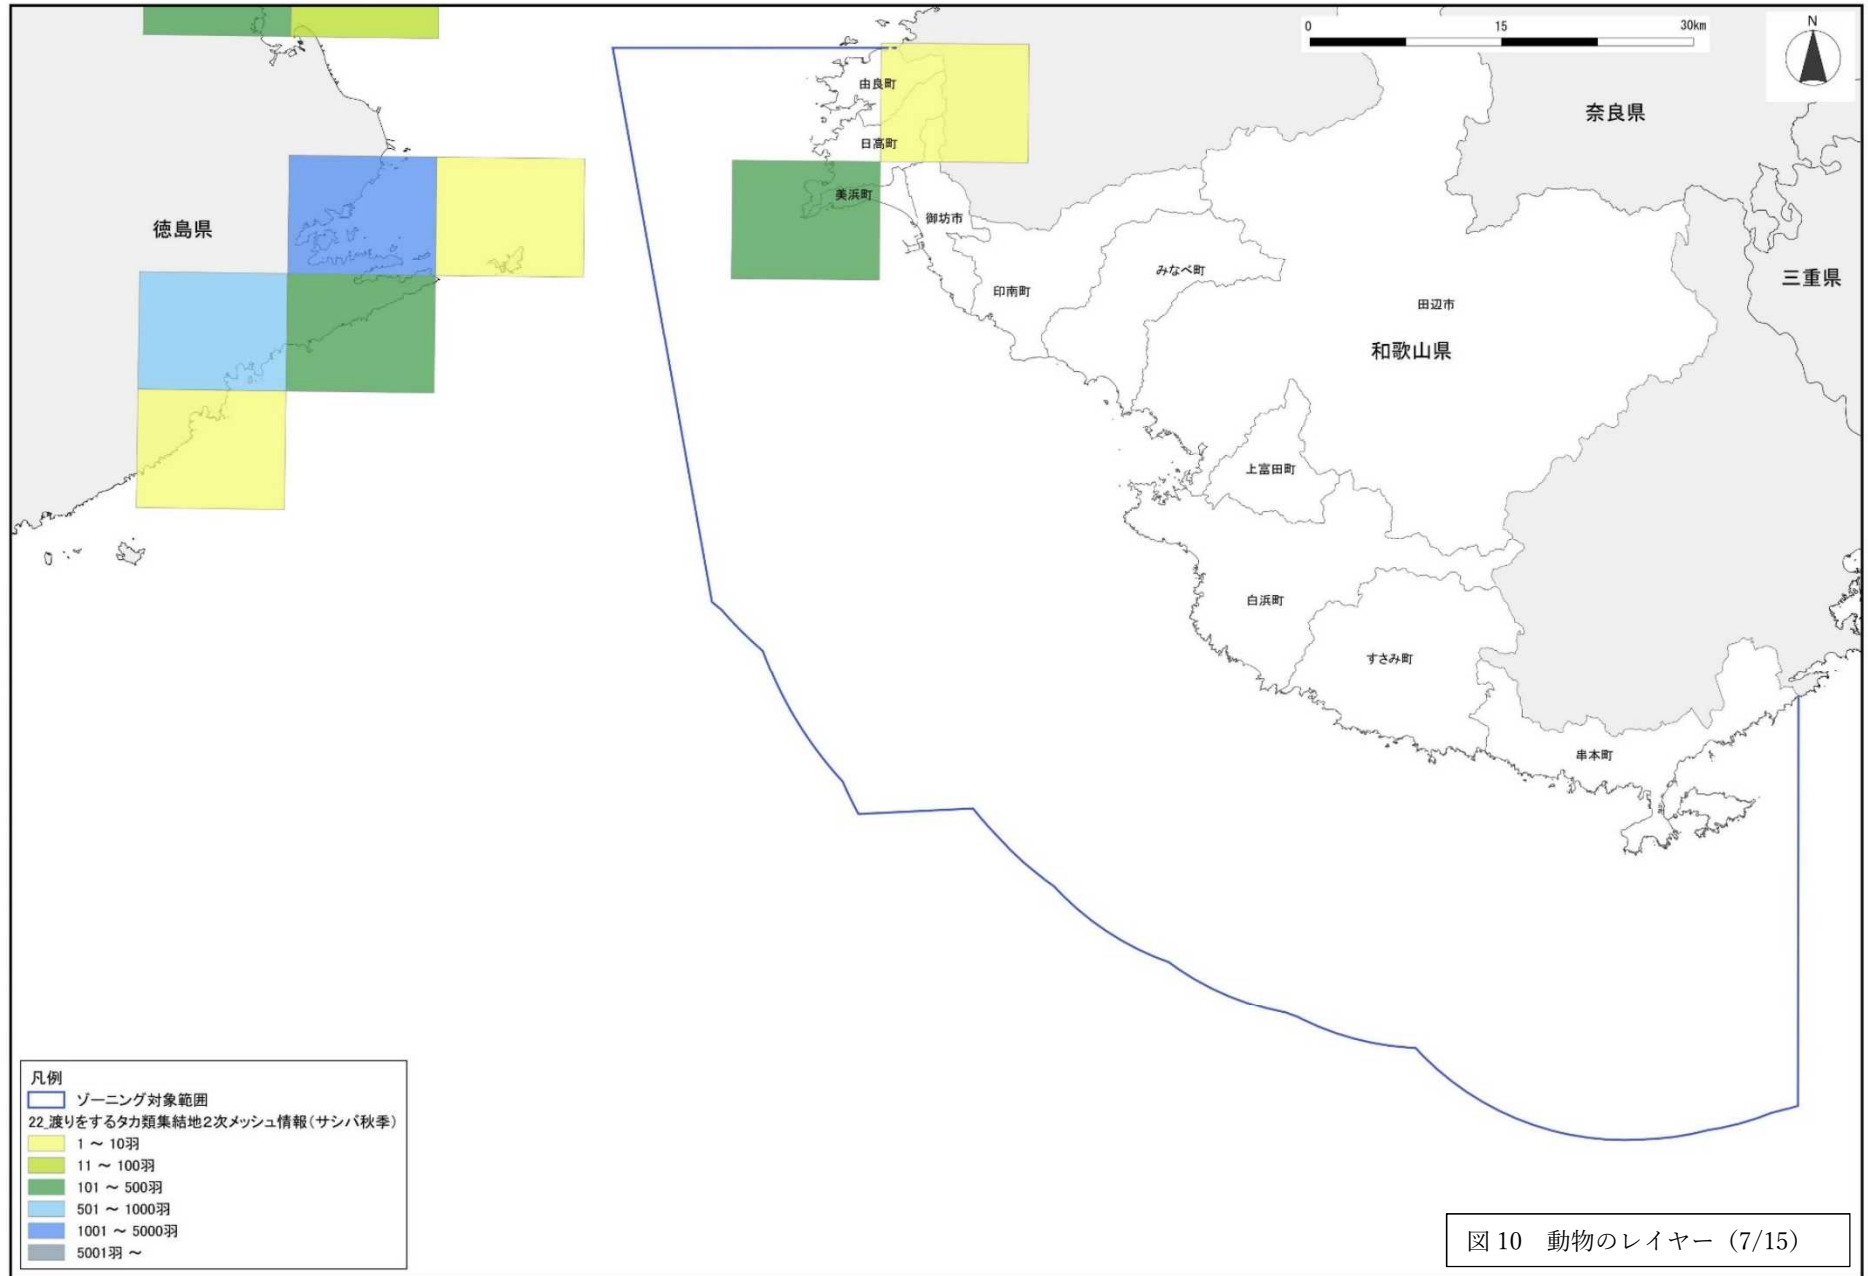 0 15 30km
N
奈良県
由良町
日高町
美浜町
徳島県
御坊市
みなべ町
三重県
印南町
田辺市
和歌山県
上富田町
白浜町
すさみ町
串本町
凡例
ゾーニング対象範囲
22_渡りをするタカ類集結地2次メッシュ情報(サシバ秋季)
1 ～ 10羽
11 ～ 100羽
101 ～ 500羽
501 ～ 1000羽
1001 ～ 5000羽
5001羽 ～
図 10 動物のレイヤー（7/15）